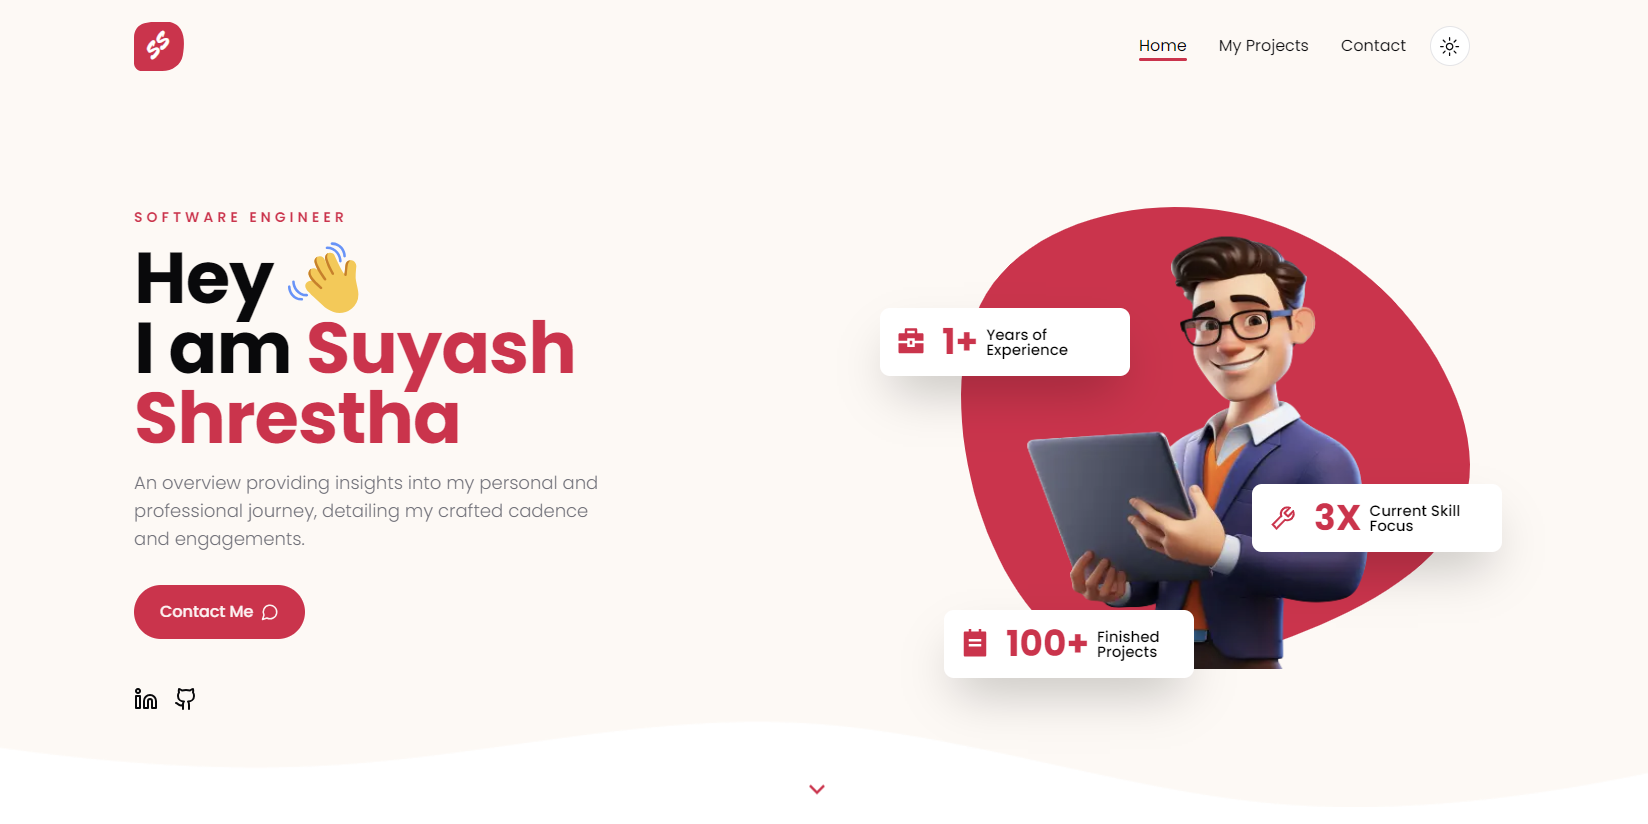 SS
Home
My Projects
Contact
SOFTWARE ENGINEER
Hey
I am Suyash
Shrestha
An overview providing insights into my personal and
professional journey, detailing my crafted cadence
and engagements.
Contact Me
in
1+ Years of
Experience
3X Current Skill
Focus
100+ Finished
Projects